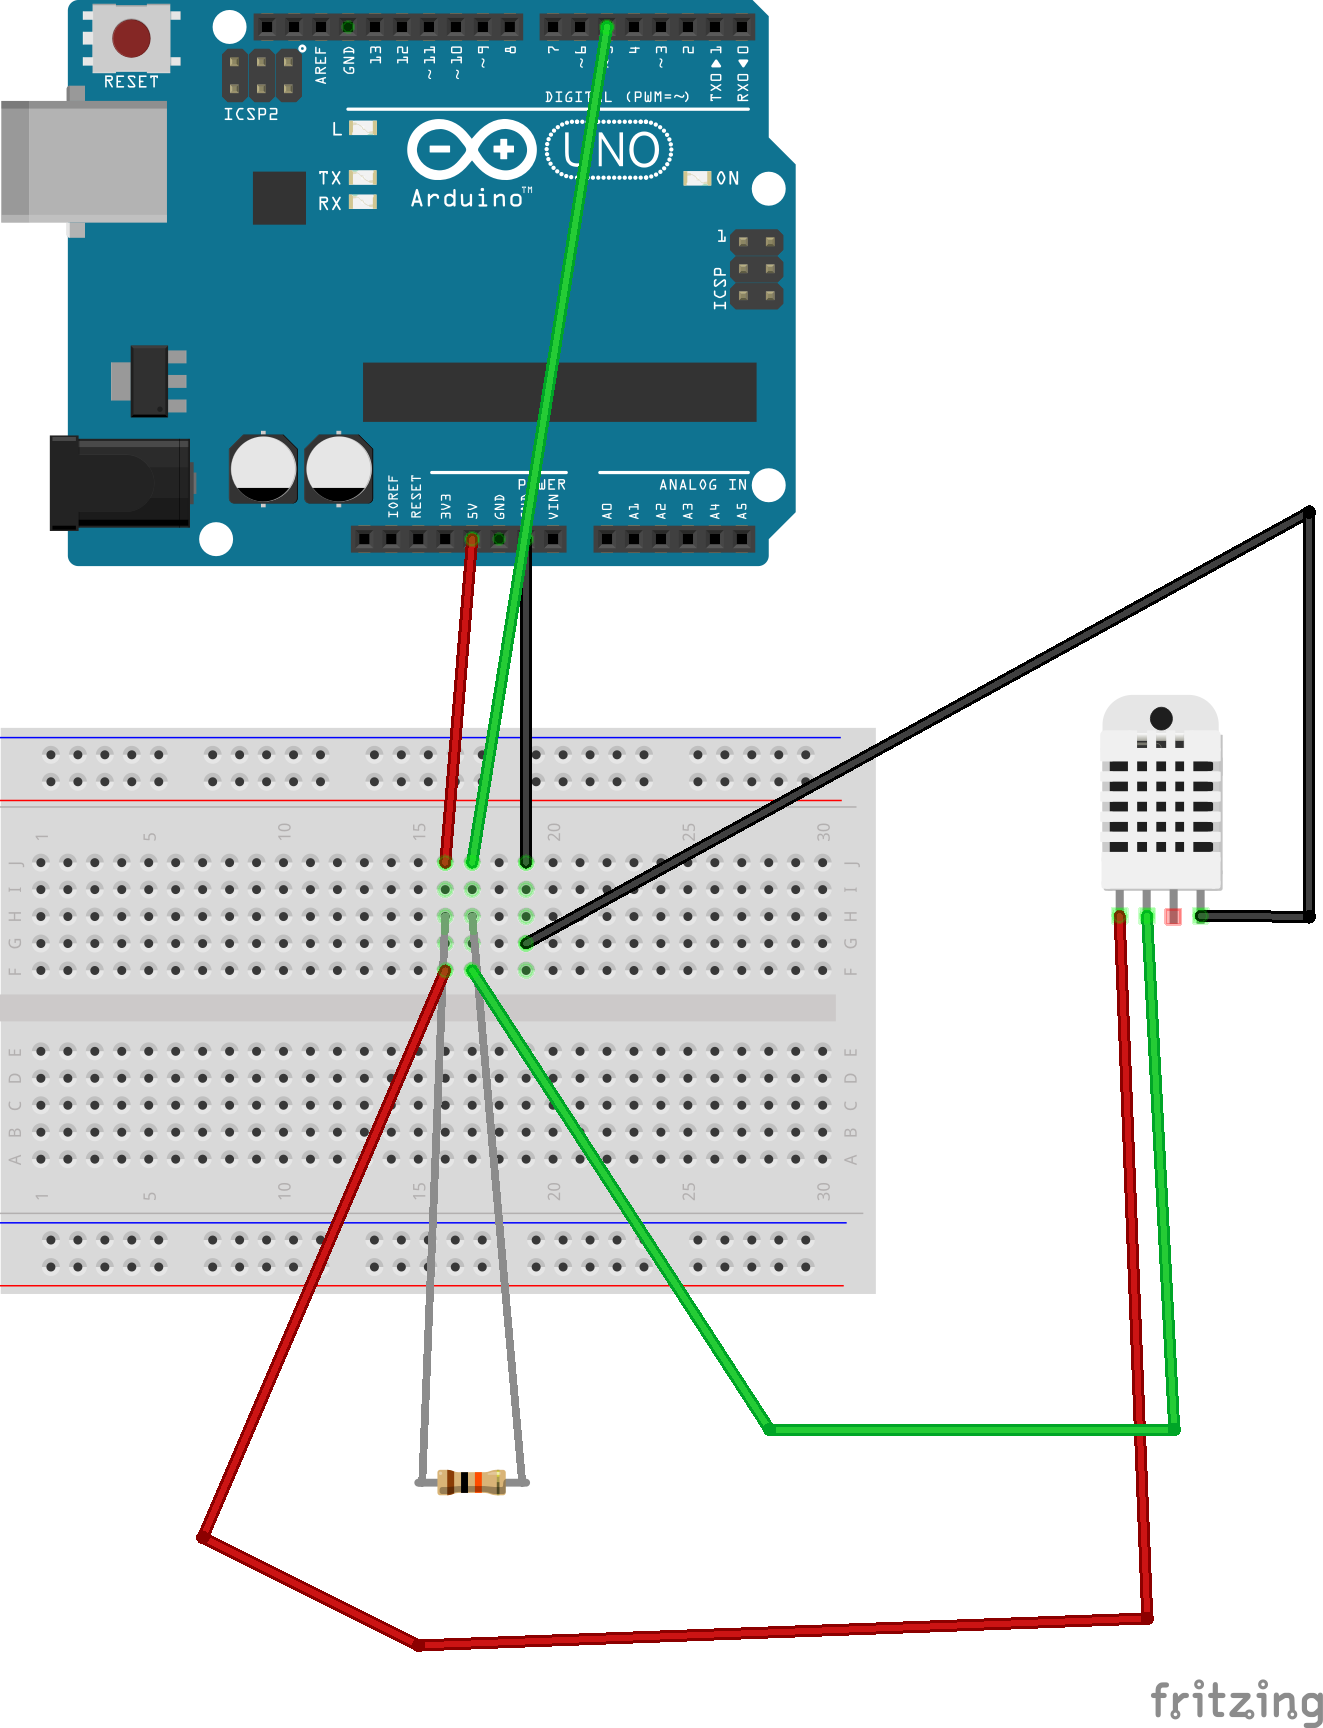 RESET
ICSP2
AREF
GND
13
12
~11
~10
~9
8
7
~6
4
~3
2
TX0▶1
RX0◀0
DIGITAL (PWM=~)
L
TX
RX
UNO
Arduino™
ON
1
ICSP
POWER
ANALOG IN
IOREF
RESET
3V3
5V
GND
VIN
A0
A1
A2
A3
A4
A5
1 5 10 15 20 25 30
J J
I I
H H
G G
F F
E E
D D
C C
B B
A A
1 5 10 15 20 25 30
fritzing